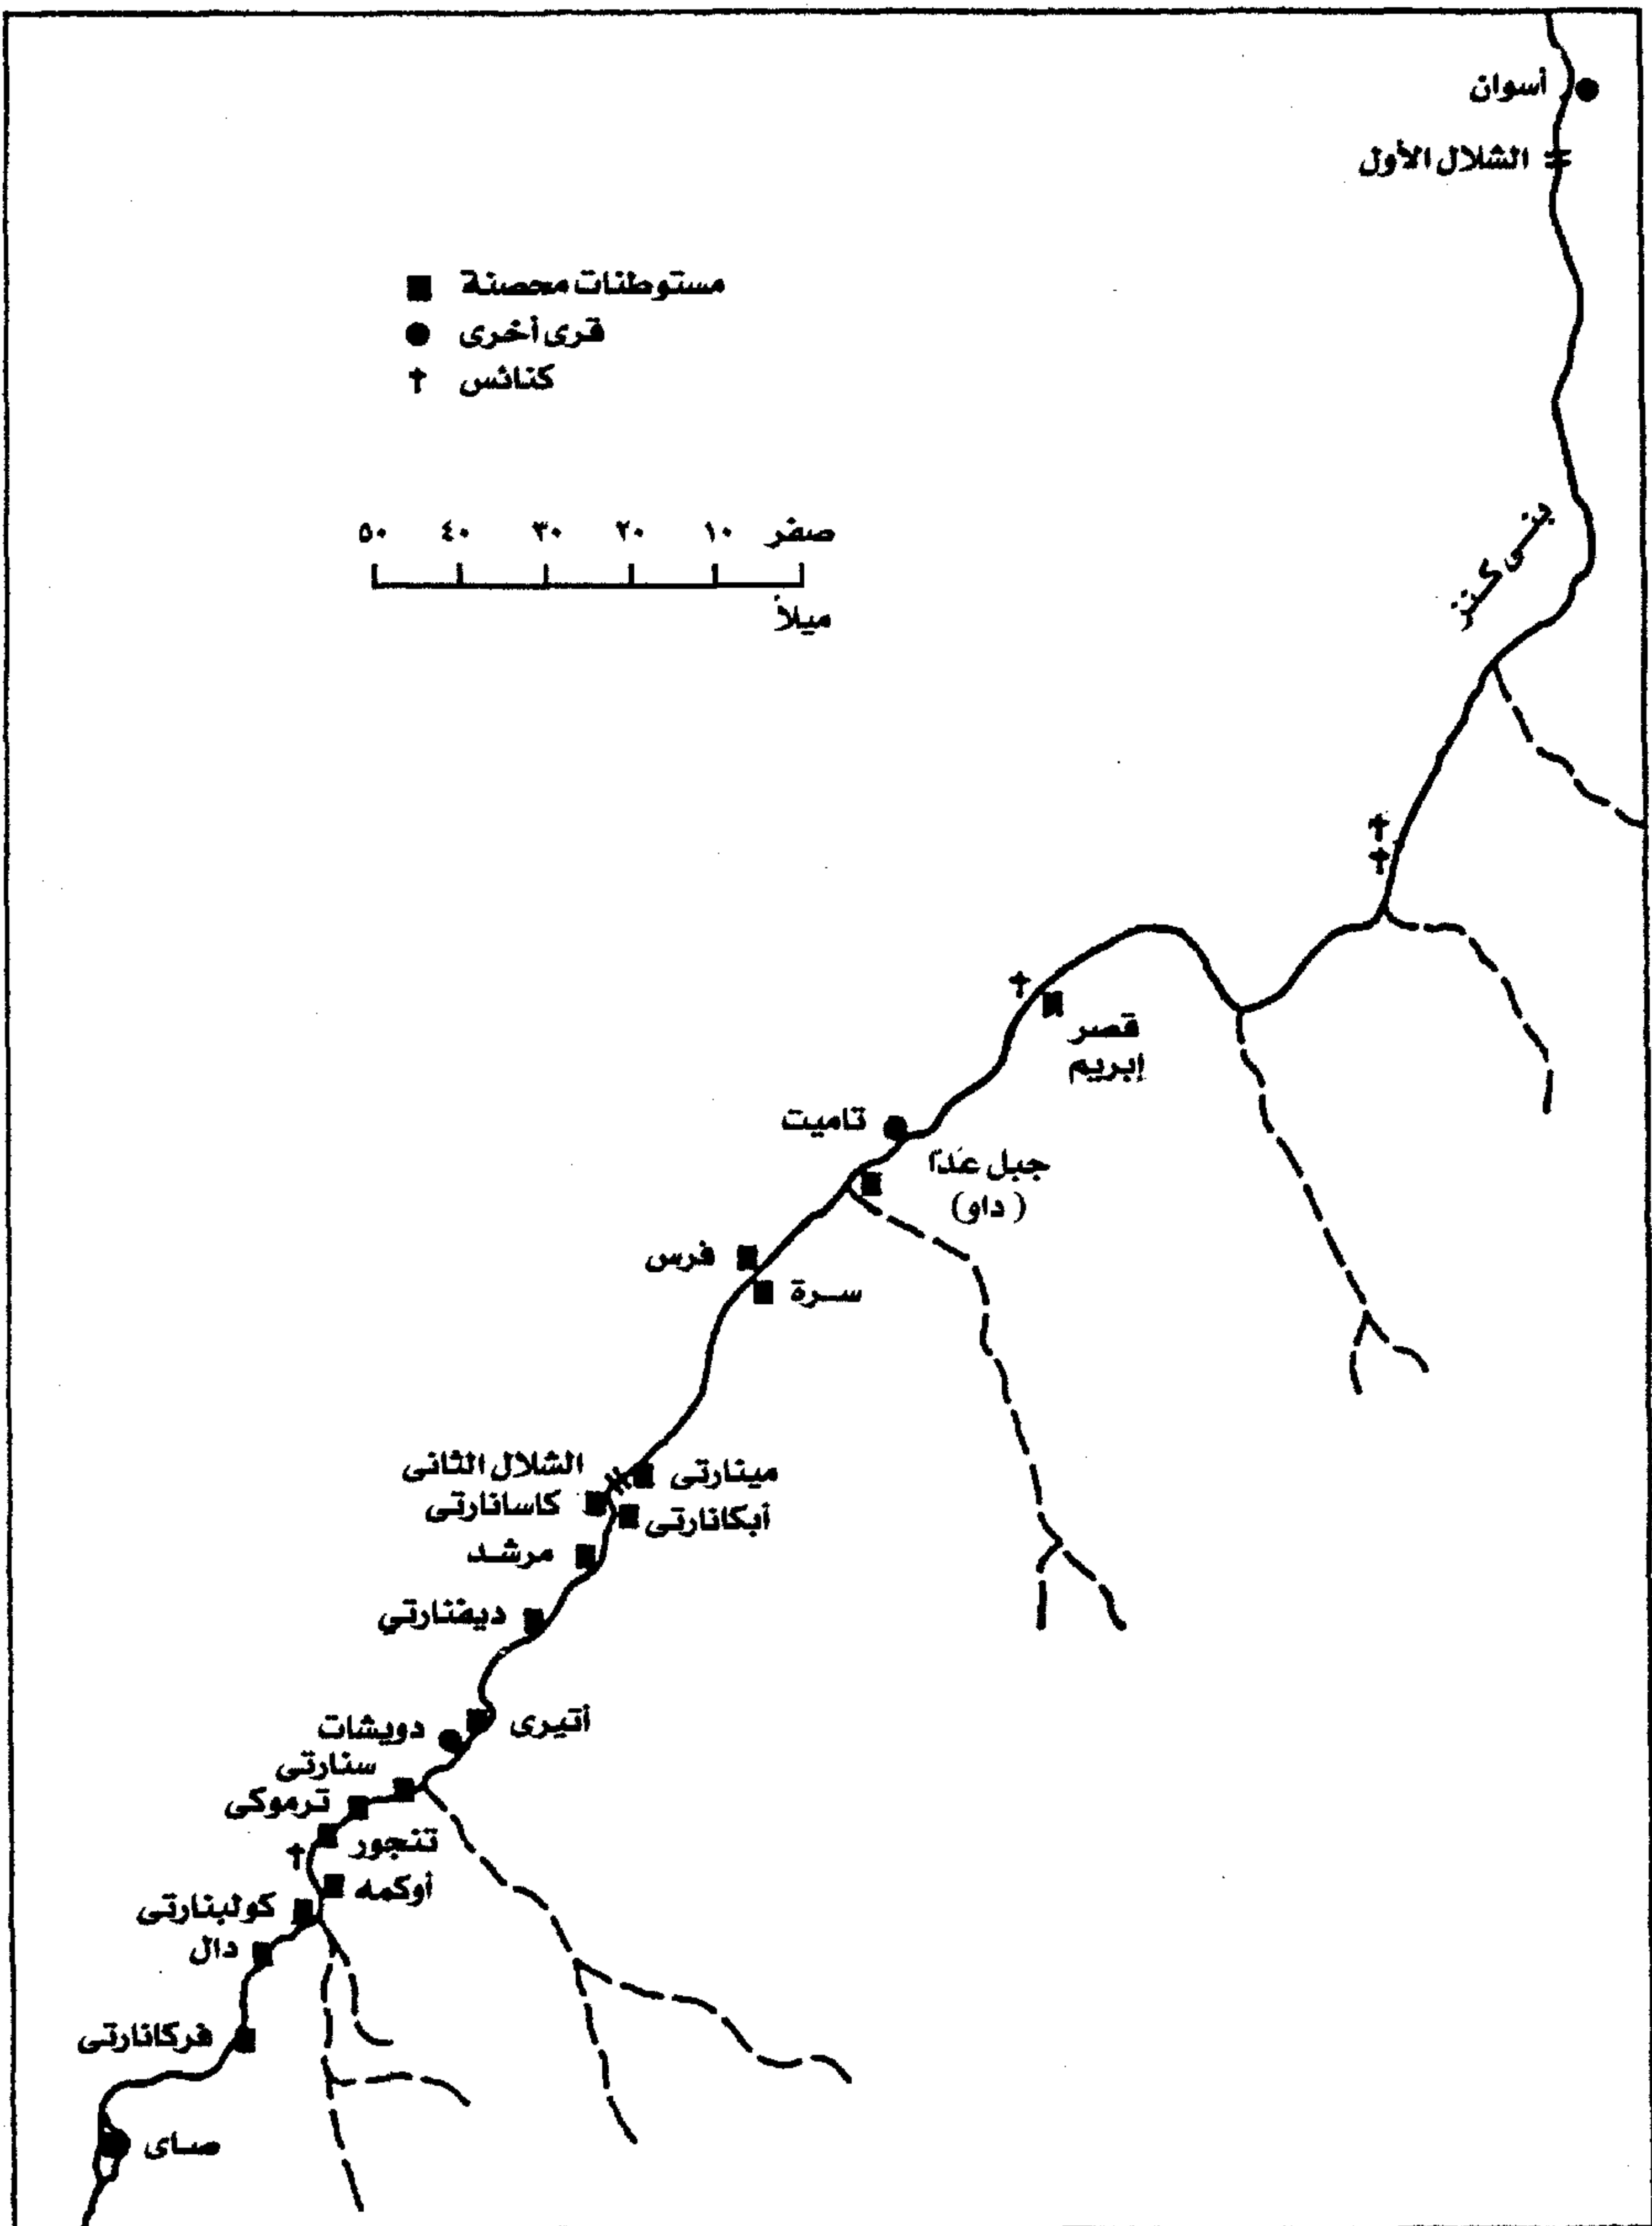 أسوان
الشلال الأول
مستوطنات محصنة
قرى أخرى
كنائس
صفر ١٠ ٢٠ ٣٠ ٤٠ ٥٠
ميلاً
بنى كنز
قصر
إبريم
تاميت
جبل عدا
(داو)
فرس
سرة
الشلال الثانى
مينارتى
كاسانارتى
أبكانارتى
مرشد
ديفنارتي
أتيرى
دويشات
سنارتى
ترموكى
تنجور
أوكمه
كولبنارتى
دال
فركانارتى
صاى